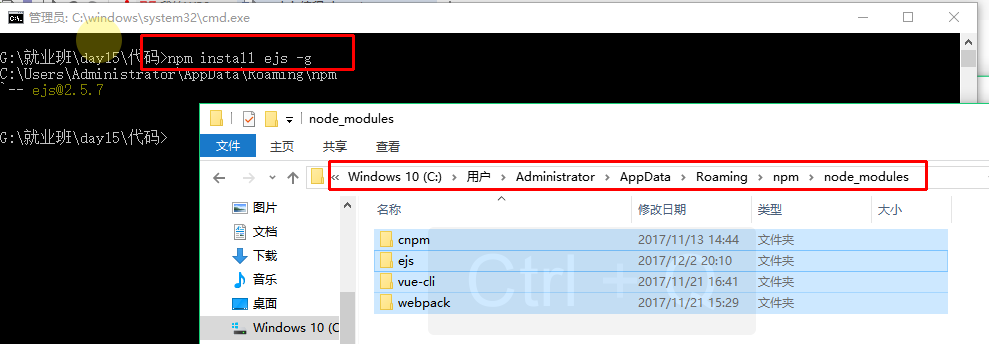 管理员: C:\windows\system32\cmd.exe
G:\就业班\day15\代码>npm install ejs -g
C:\Users\Administrator\AppData\Roaming\npm
`-- ejs@2.5.7
G:\就业班\day15\代码>
node_modules
文件 主页 共享 查看
« Windows 10 (C:) > 用户 > Administrator > AppData > Roaming > npm > node_modules
名称 修改日期 类型 大小
图片
文档
下载
音乐
桌面
Windows 10 (C
cnpm 2017/11/13 14:44 文件夹
ejs 2017/12/2 20:10 文件夹
vue-cli 2017/11/21 16:41 文件夹
webpack 2017/11/21 15:29 文件夹
Ctrl +